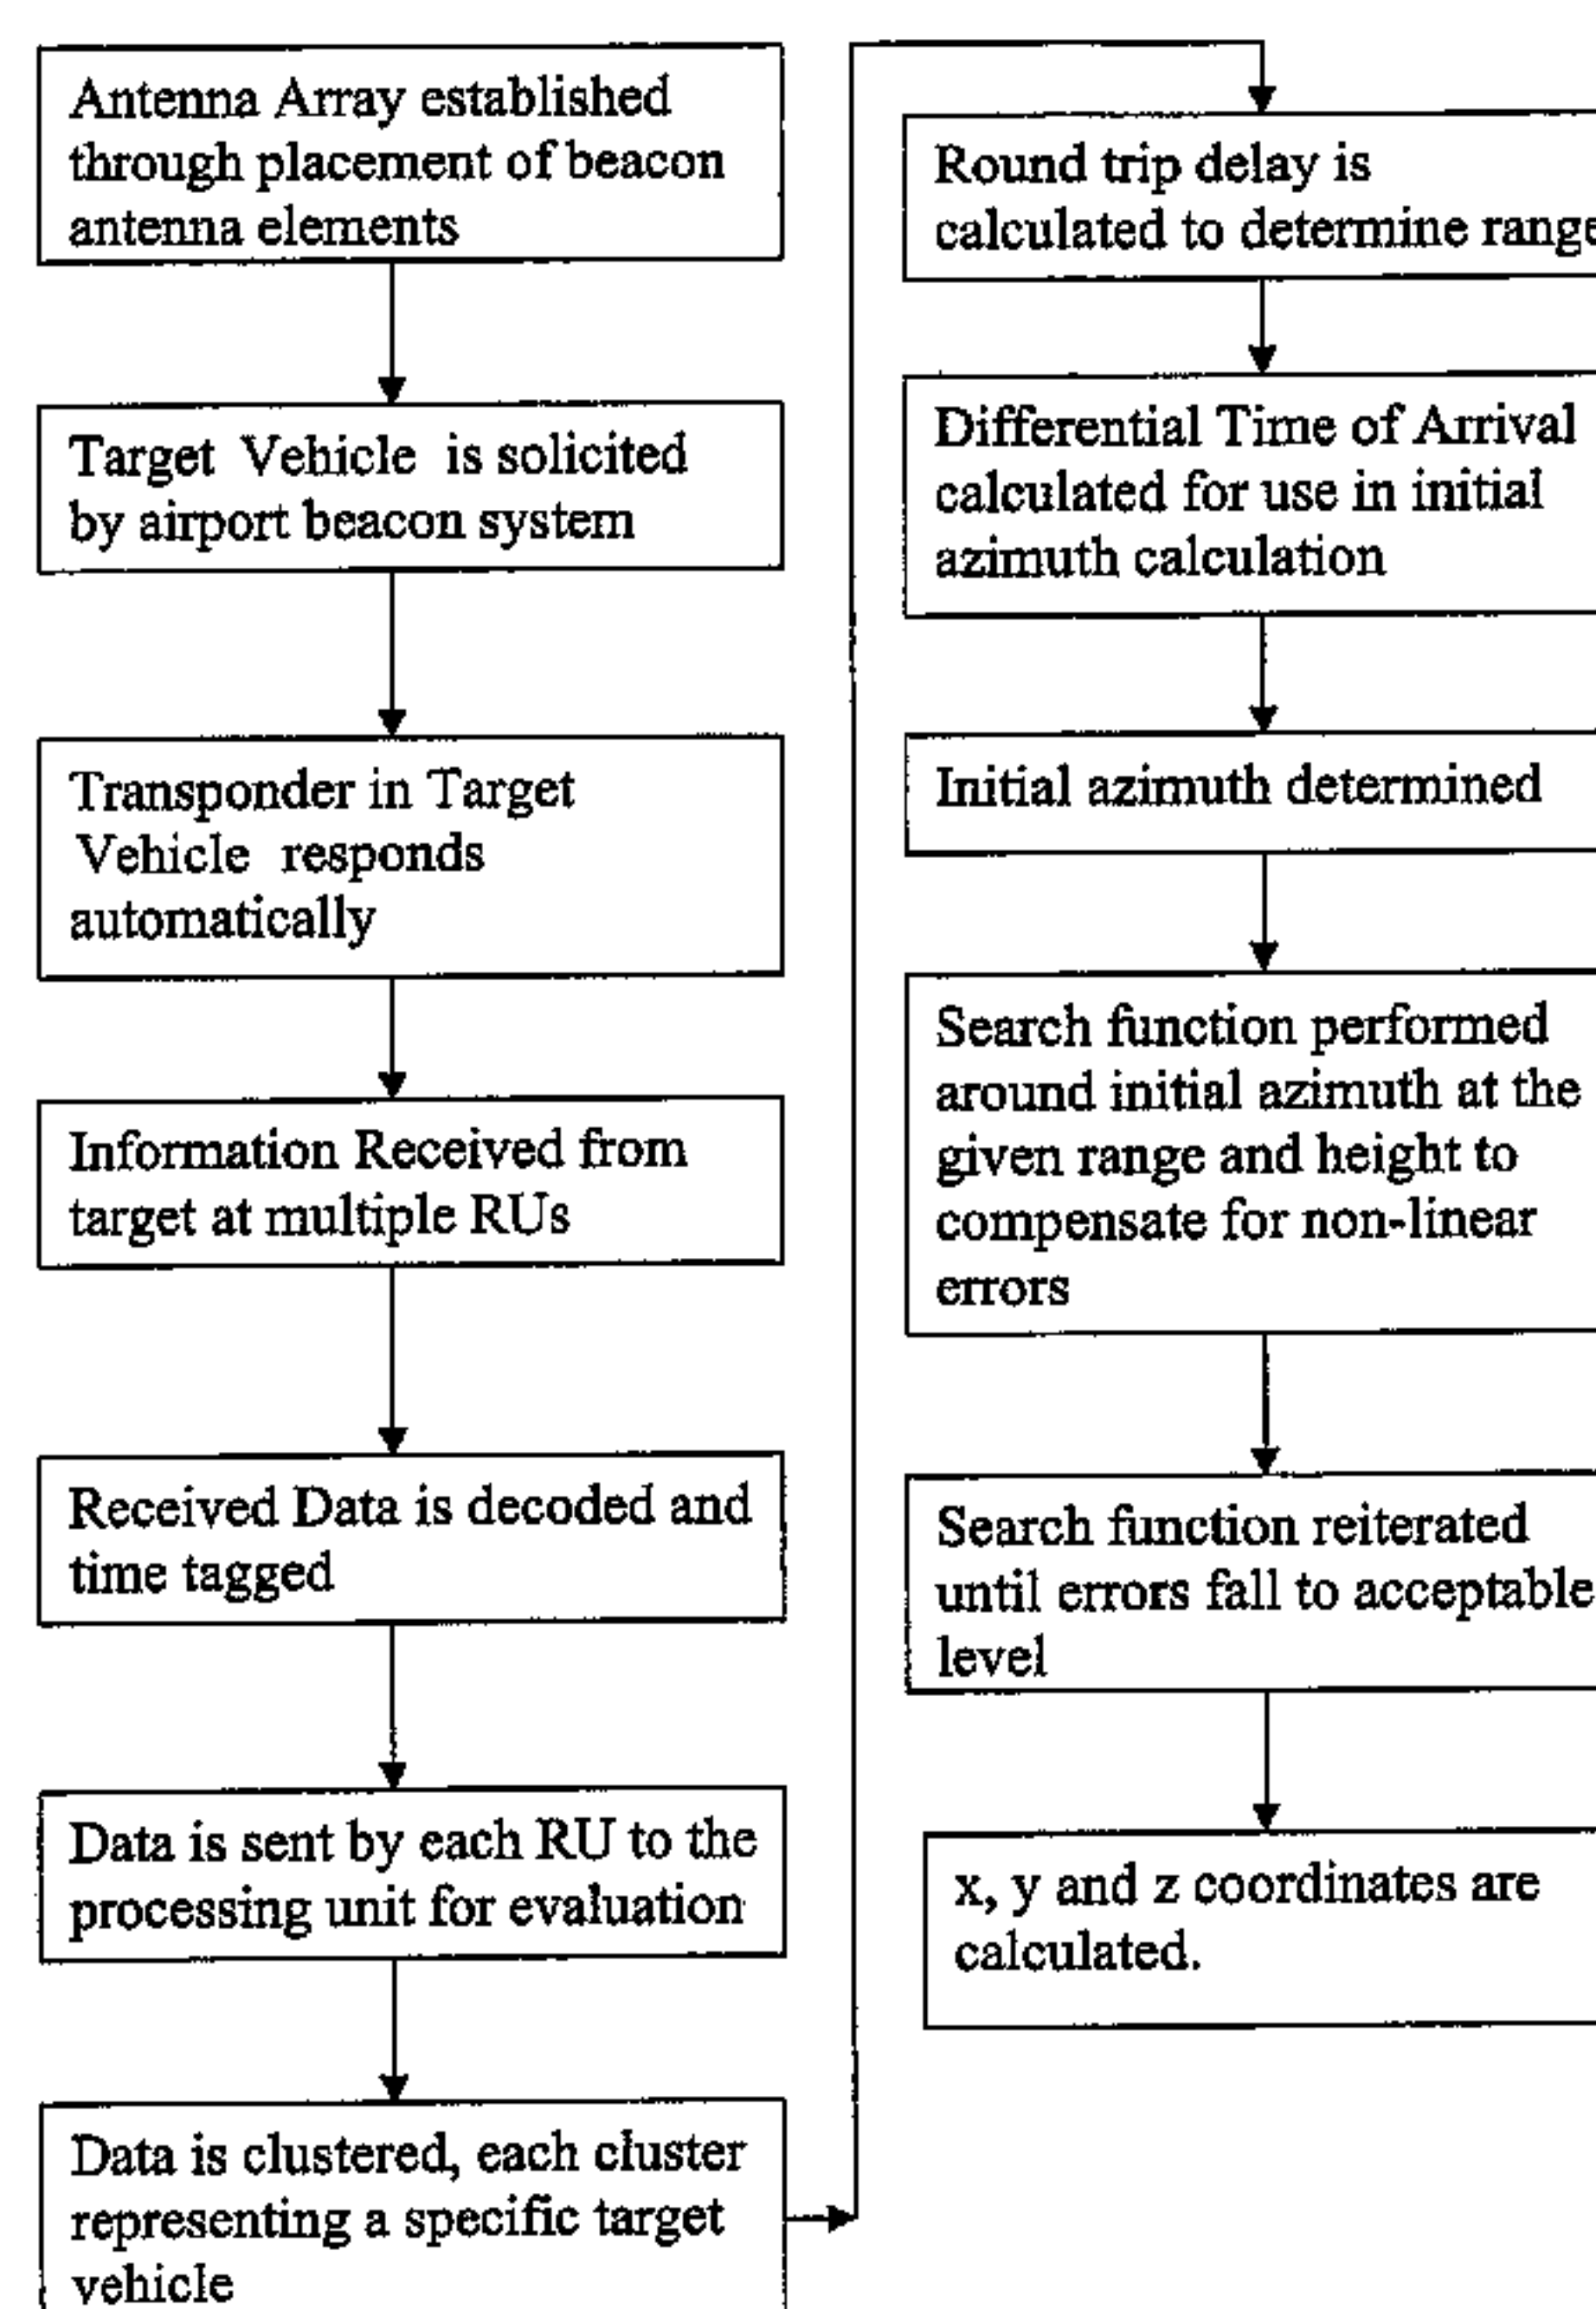 Antenna Array established
through placement of beacon
antenna elements
Target Vehicle is solicited
by airport beacon system
Transponder in Target
Vehicle responds
automatically
Information Received from
target at multiple RUs
Received Data is decoded and
time tagged
Data is sent by each RU to the
processing unit for evaluation
Data is clustered, each cluster
representing a specific target
vehicle
Round trip delay is
calculated to determine range
Differential Time of Arrival
calculated for use in initial
azimuth calculation
Initial azimuth determined
Search function performed
around initial azimuth at the
given range and height to
compensate for non-linear
errors
Search function reiterated
until errors fall to acceptable
level
x, y and z coordinates are
calculated.